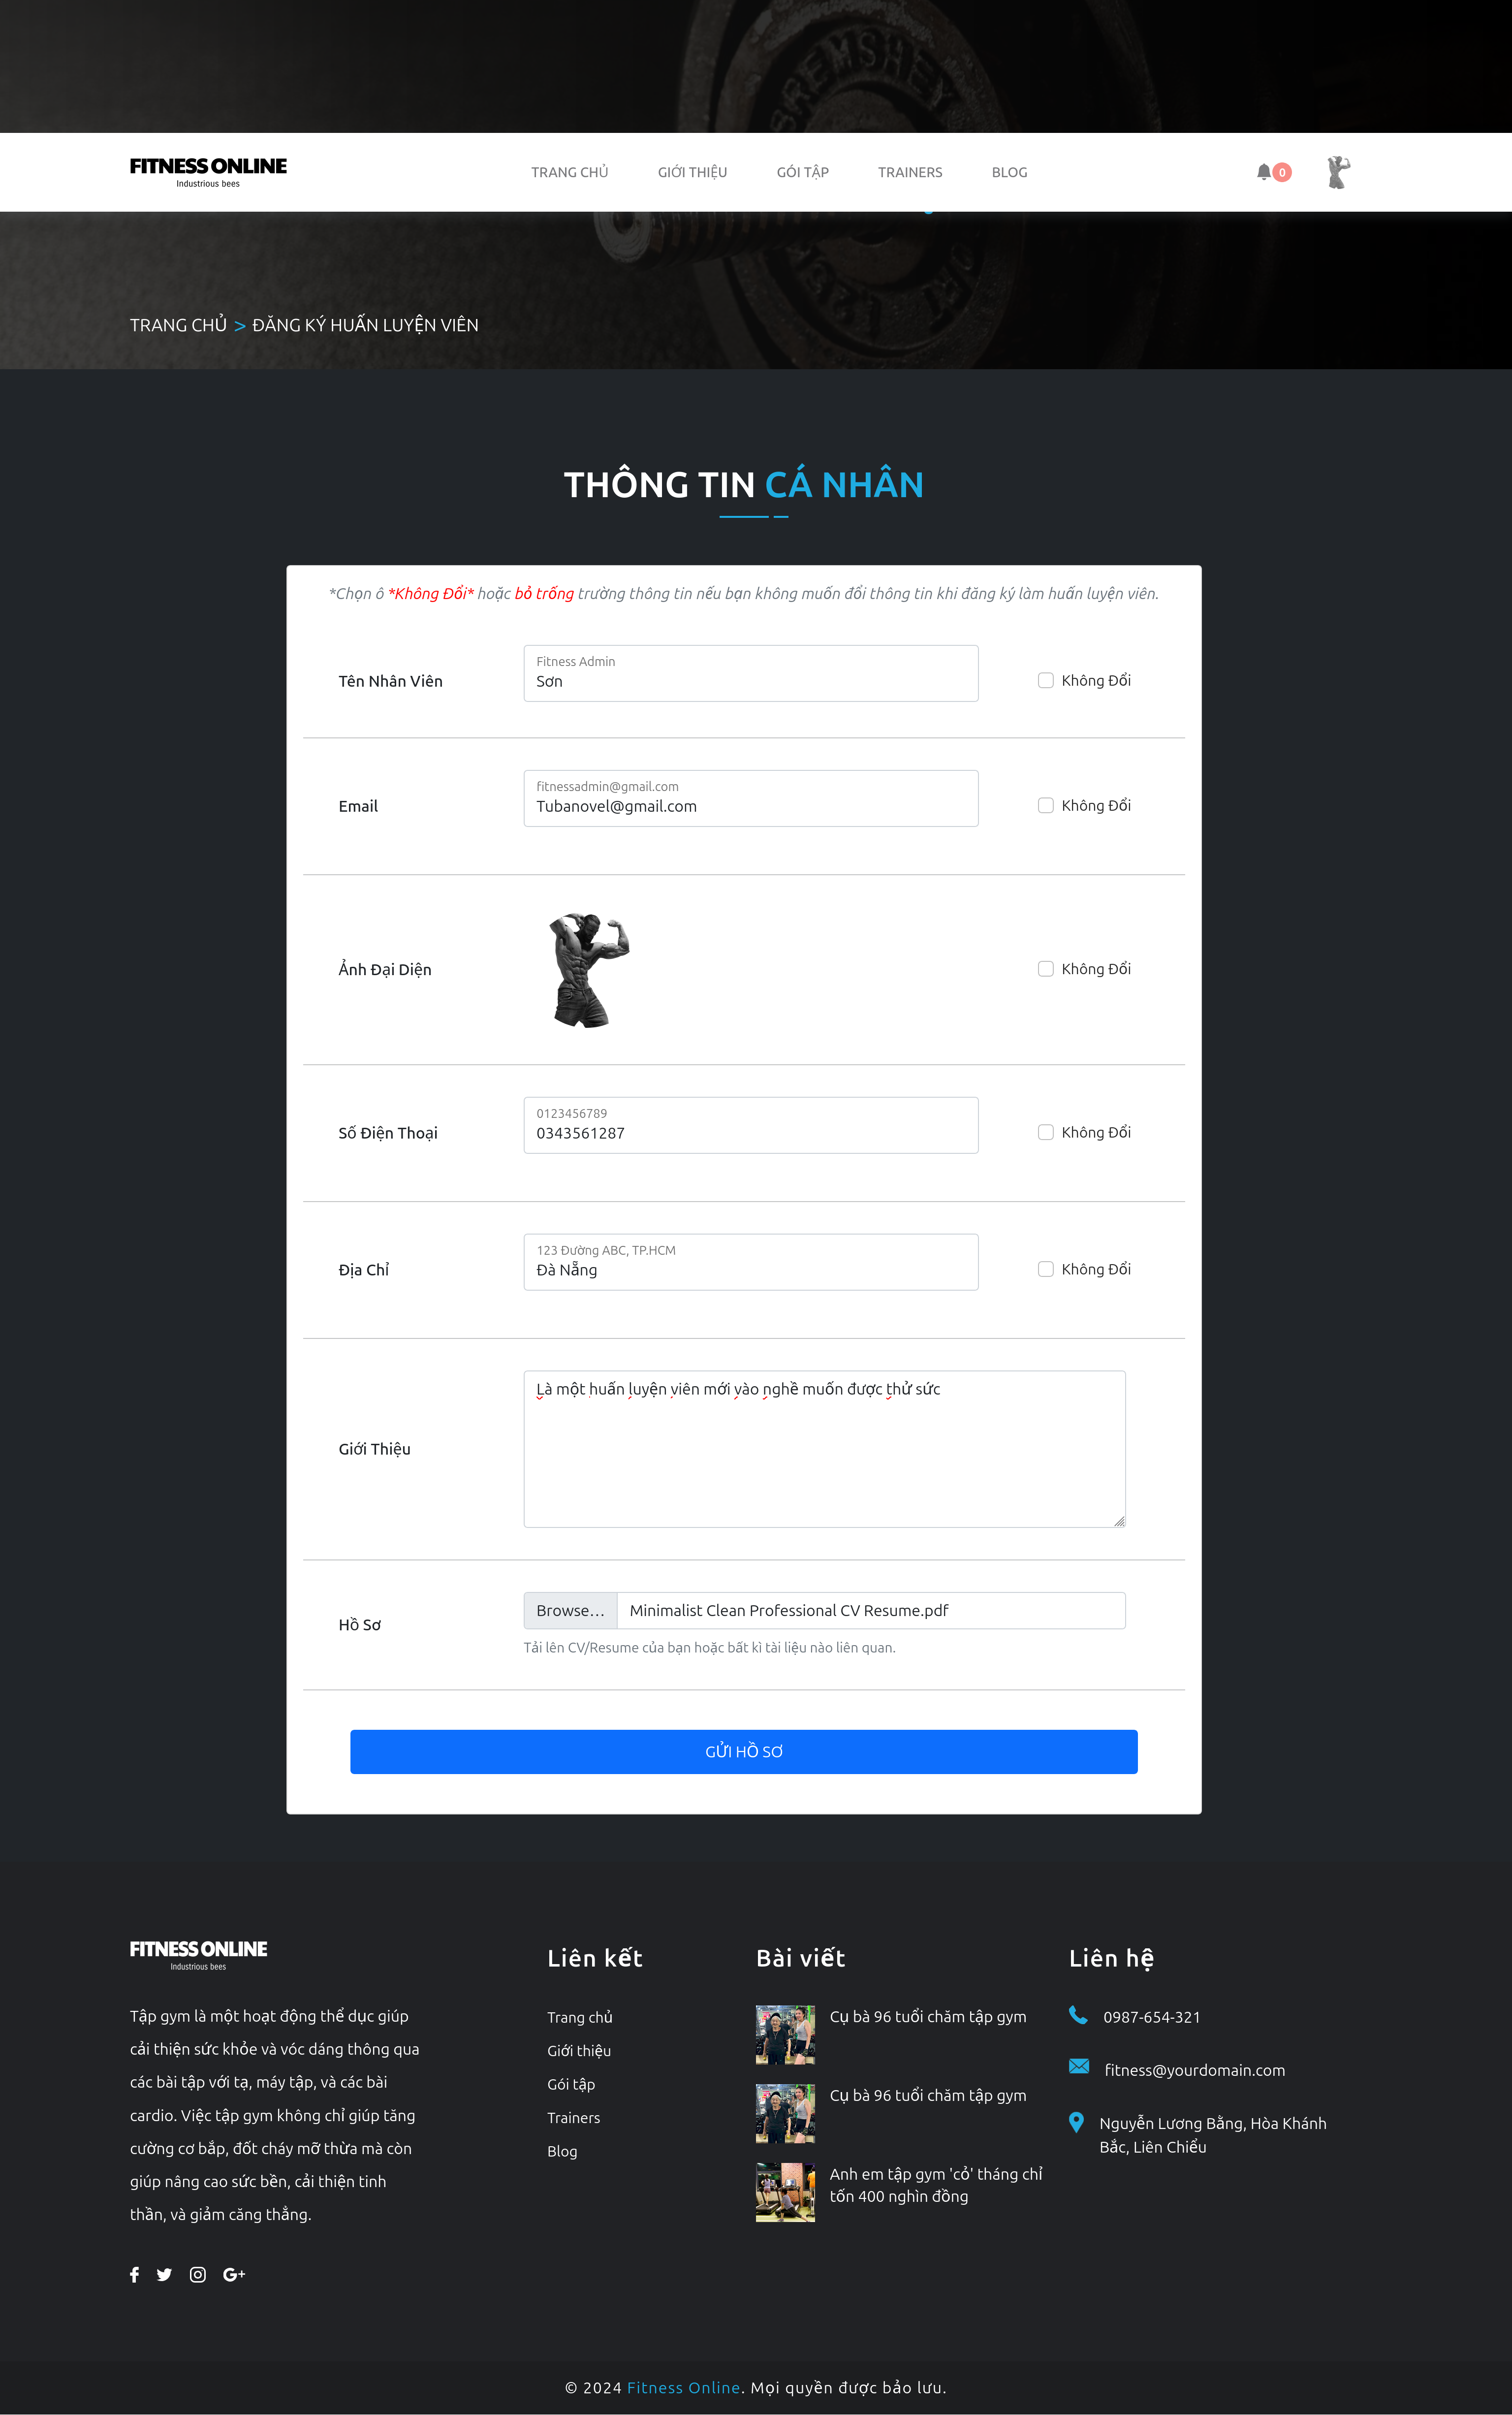 BREMSHEY
FITNESS ONLINE
Industrious bees
TRANG CHỦ
GIỚI THIỆU
GÓI TẬP
TRAINERS
BLOG
0
TRANG CHỦ > ĐĂNG KÝ HUẤN LUYỆN VIÊN
THÔNG TIN CÁ NHÂN
*Chọn ô *Không Đổi* hoặc bỏ trống trường thông tin nếu bạn không muốn đổi thông tin khi đăng ký làm huấn luyện viên.
Tên Nhân Viên
Fitness Admin
Sơn
Không Đổi
Email
fitnessadmin@gmail.com
Tubanovel@gmail.com
Không Đổi
Ảnh Đại Diện
Không Đổi
Số Điện Thoại
0123456789
0343561287
Không Đổi
Địa Chỉ
123 Đường ABC, TP.HCM
Đà Nẵng
Không Đổi
Giới Thiệu
Là một huấn luyện viên mới vào nghề muốn được thử sức
Hồ Sơ
Browse… Minimalist Clean Professional CV Resume.pdf
Tải lên CV/Resume của bạn hoặc bất kì tài liệu nào liên quan.
GỬI HỒ SƠ
FITNESS ONLINE
Industrious bees
Tập gym là một hoạt động thể dục giúp
cải thiện sức khỏe và vóc dáng thông qua
các bài tập với tạ, máy tập, và các bài
cardio. Việc tập gym không chỉ giúp tăng
cường cơ bắp, đốt cháy mỡ thừa mà còn
giúp nâng cao sức bền, cải thiện tinh
thần, và giảm căng thẳng.
Liên kết
Trang chủ
Giới thiệu
Gói tập
Trainers
Blog
Bài viết
Cụ bà 96 tuổi chăm tập gym
Cụ bà 96 tuổi chăm tập gym
Anh em tập gym 'cỏ' tháng chỉ
tốn 400 nghìn đồng
Liên hệ
0987-654-321
fitness@yourdomain.com
Nguyễn Lương Bằng, Hòa Khánh
Bắc, Liên Chiểu
© 2024 Fitness Online. Mọi quyền được bảo lưu.